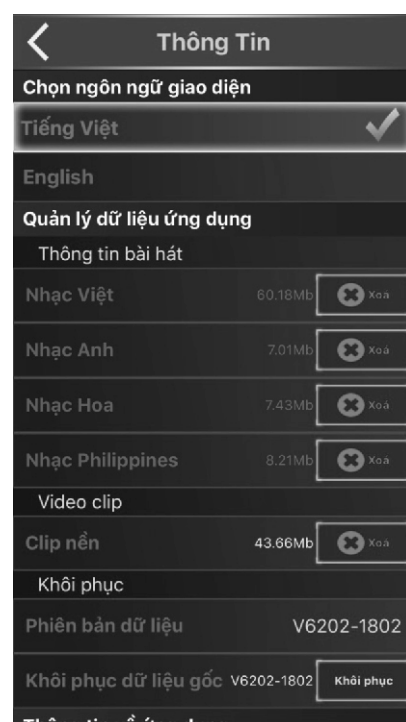 Thông Tin
Chọn ngôn ngữ giao diện
Tiếng Việt
English
Quản lý dữ liệu ứng dụng
Thông tin bài hát
Nhạc Việt 60.18Mb Xoá
Nhạc Anh 7.01Mb Xoá
Nhạc Hoa 7.43Mb Xoá
Nhạc Philippines 8.21Mb Xoá
Video clip
Clip nền 43.66Mb Xoá
Khôi phục
Phiên bản dữ liệu V6202-1802
Khôi phục dữ liệu gốc V6202-1802 Khôi phục